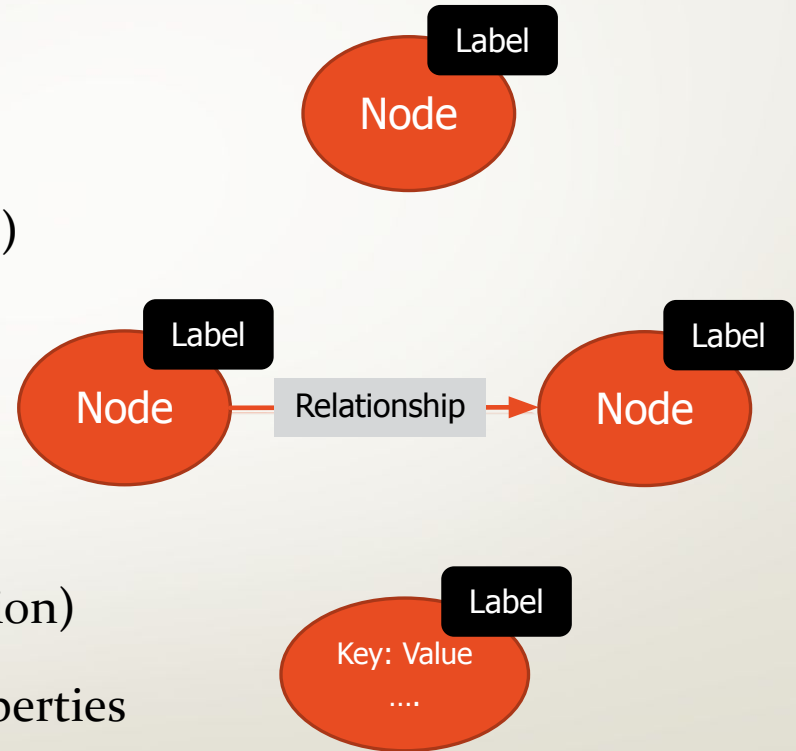 Label
Node
)
Label
Label
Node
Relationship
Node
ion)
Label
Key: Value
....
perties